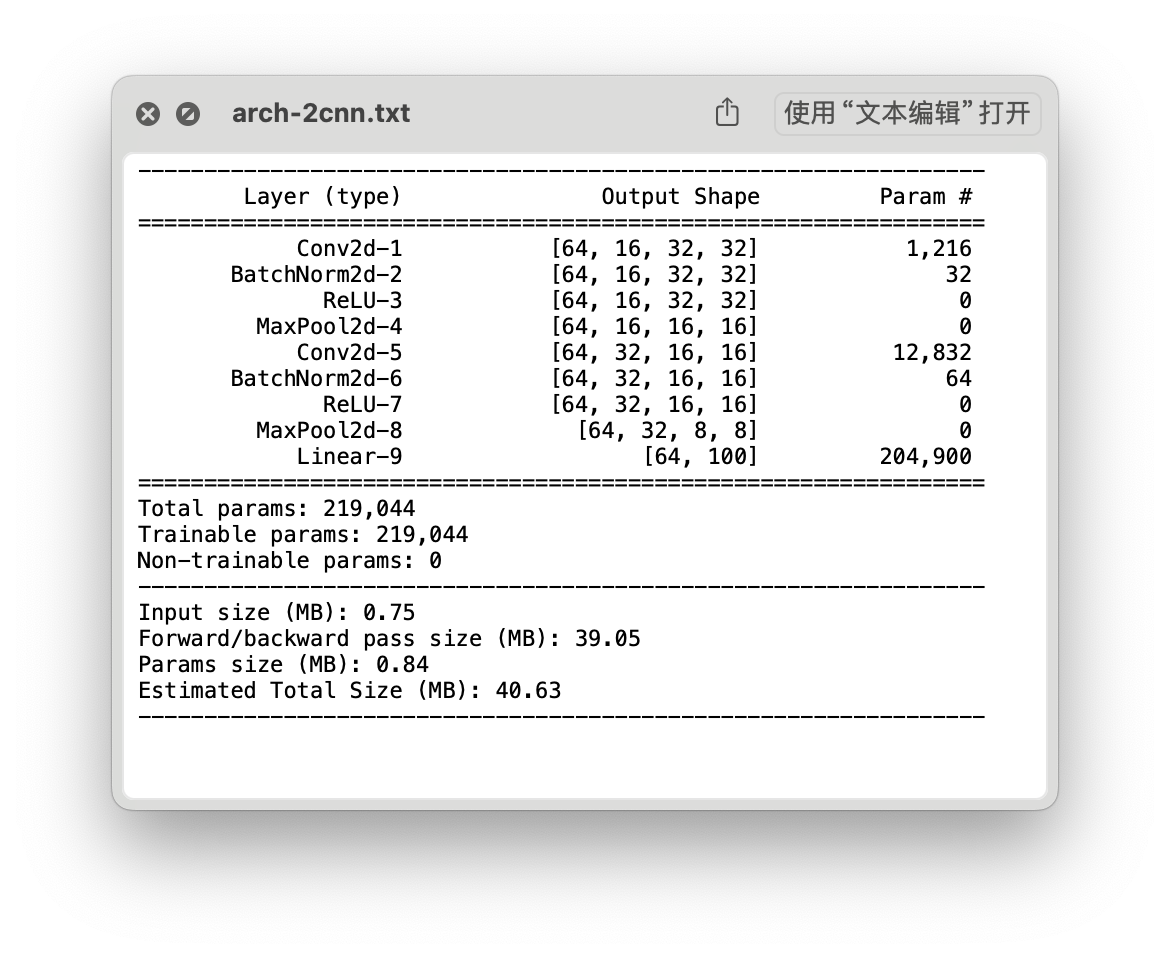 arch-2cnn.txt 使用“文本编辑”打开
----------------------------------------------------------------
        Layer (type)               Output Shape         Param #
================================================================
            Conv2d-1           [64, 16, 32, 32]           1,216
       BatchNorm2d-2           [64, 16, 32, 32]              32
              ReLU-3           [64, 16, 32, 32]               0
         MaxPool2d-4           [64, 16, 16, 16]               0
            Conv2d-5           [64, 32, 16, 16]          12,832
       BatchNorm2d-6           [64, 32, 16, 16]              64
              ReLU-7           [64, 32, 16, 16]               0
         MaxPool2d-8             [64, 32, 8, 8]               0
            Linear-9                  [64, 100]         204,900
================================================================
Total params: 219,044
Trainable params: 219,044
Non-trainable params: 0
----------------------------------------------------------------
Input size (MB): 0.75
Forward/backward pass size (MB): 39.05
Params size (MB): 0.84
Estimated Total Size (MB): 40.63
----------------------------------------------------------------